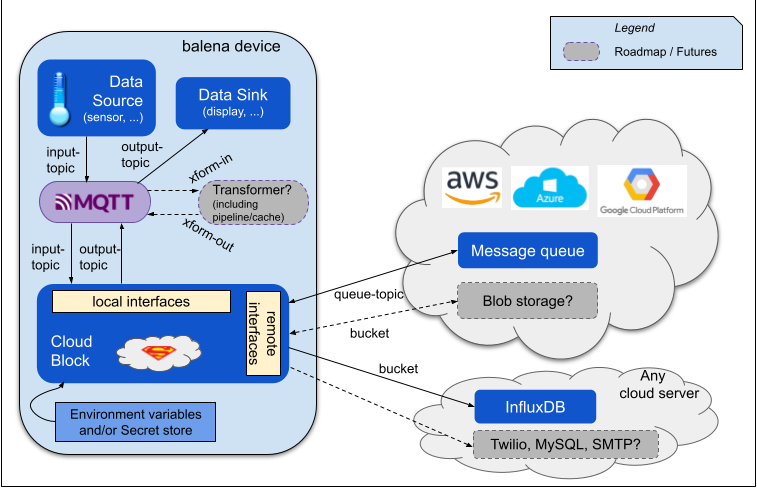 balena device
Legend
Roadmap / Futures
Data
Source
(sensor, ...)
Data Sink
(display, ...)
input-
topic
output-
topic
xform-in
MQTT
Transformer?
(including
pipeline/cache)
xform-out
input-
topic
output-
topic
local interfaces
remote
interfaces
Cloud
Block
S
Environment variables
and/or Secret store
aws
Azure
Google Cloud Platform
Message queue
queue-topic
Blob storage?
bucket
bucket
Any
cloud server
InfluxDB
Twilio, MySQL, SMTP?